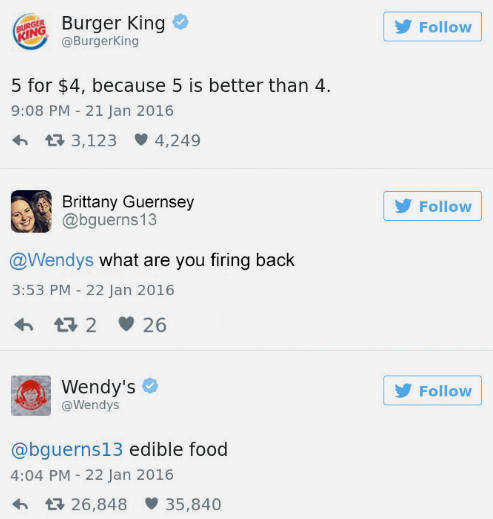 BURGER KING
Burger King
Follow
@BurgerKing
5 for $4, because 5 is better than 4.
9:08 PM - 21 Jan 2016
3,123 4,249
Brittany Guernsey
Follow
@bguerns13
@Wendys what are you firing back
3:53 PM - 22 Jan 2016
2 26
Wendy's
Follow
@Wendys
@bguerns13 edible food
4:04 PM - 22 Jan 2016
26,848 35,840